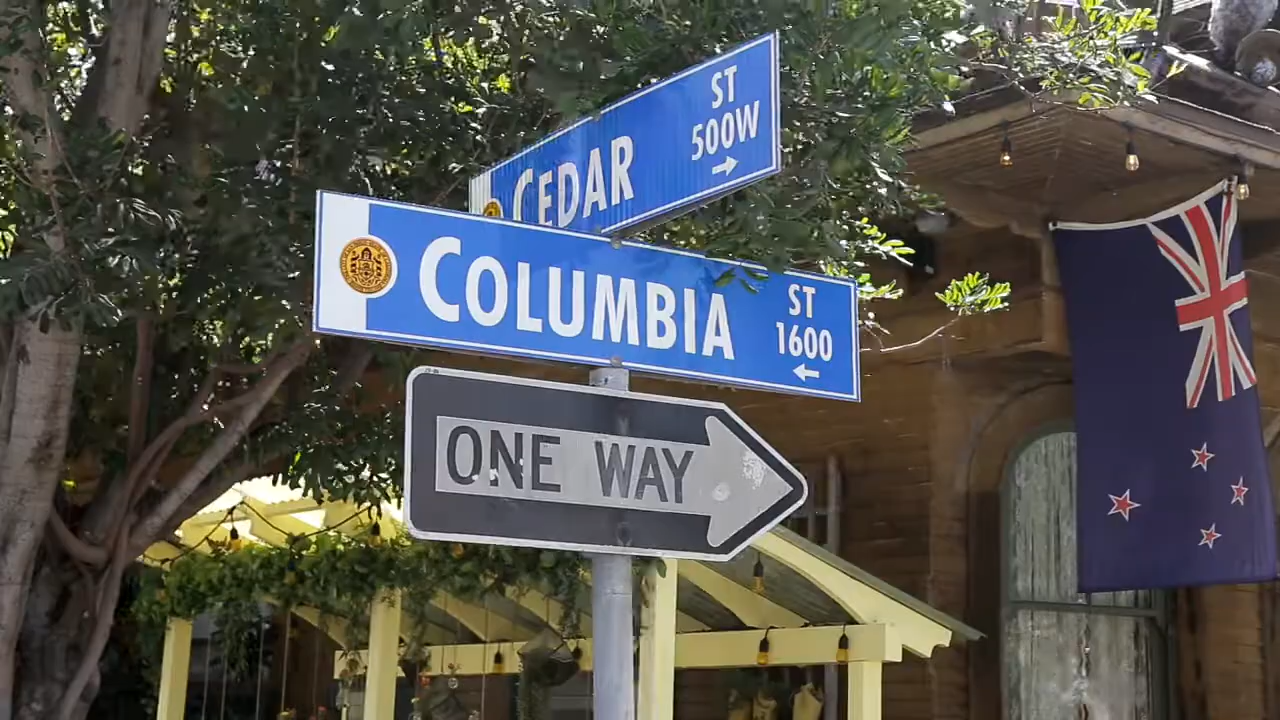 CEDAR ST
500W
→
COLUMBIA ST
1600
←
ONE WAY